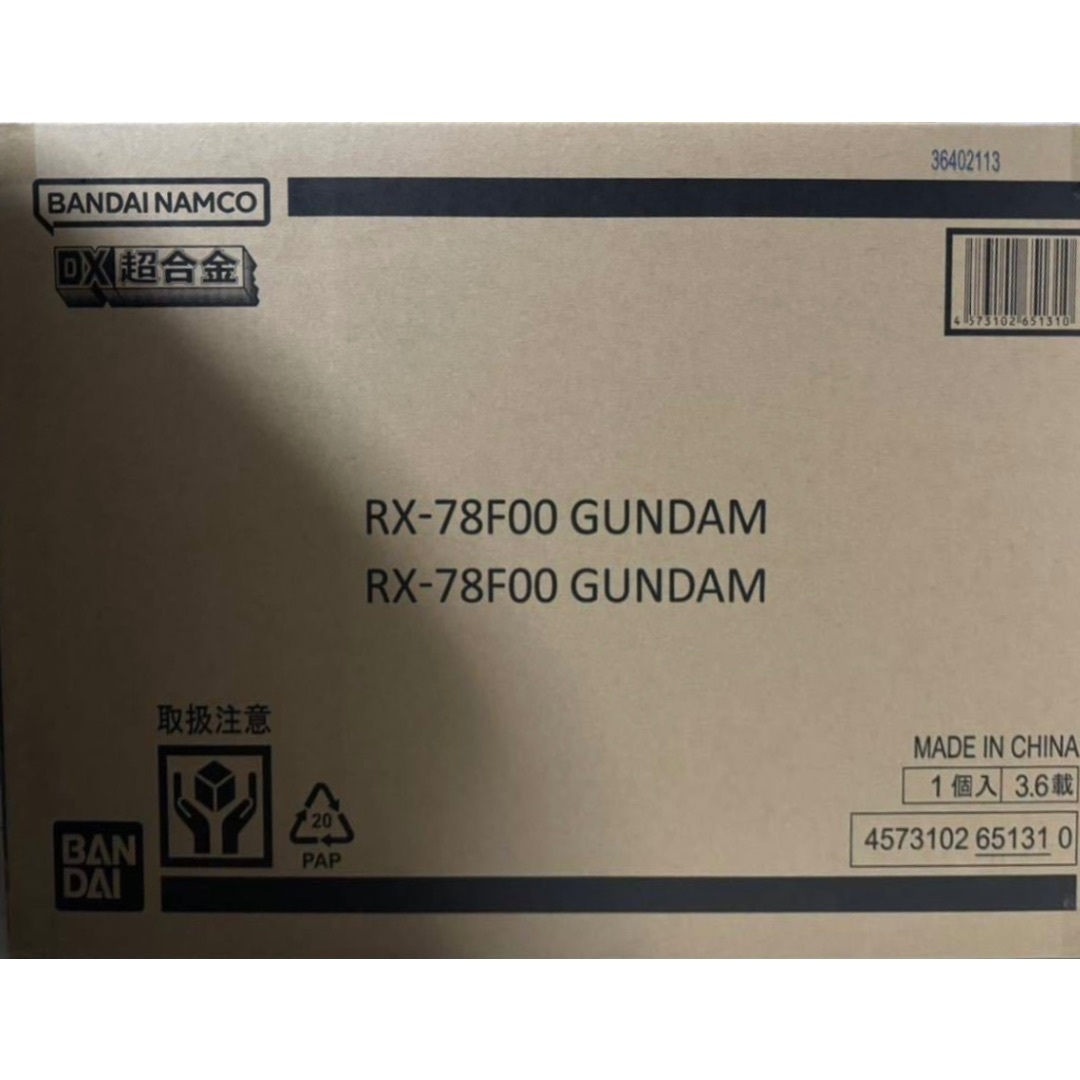 36402113
BANDAI NAMCO
DX超合金
4 573102 651310
RX-78F00 GUNDAM
RX-78F00 GUNDAM
取扱注意
MADE IN CHINA
1個入 3.6載
20
PAP
BAN
DAI
4573102 65131 0